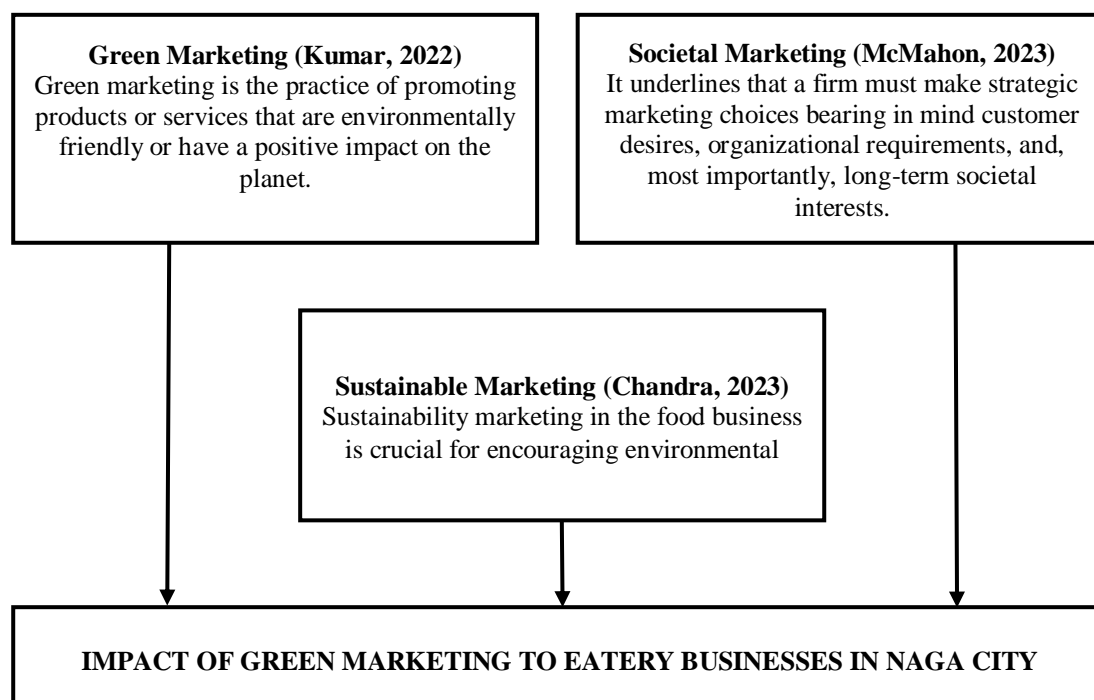 Green Marketing (Kumar, 2022)
Green marketing is the practice of promoting
products or services that are environmentally
friendly or have a positive impact on the
planet.
Societal Marketing (McMahon, 2023)
It underlines that a firm must make strategic
marketing choices bearing in mind customer
desires, organizational requirements, and,
most importantly, long-term societal
interests.
Sustainable Marketing (Chandra, 2023)
Sustainability marketing in the food business
is crucial for encouraging environmental
IMPACT OF GREEN MARKETING TO EATERY BUSINESSES IN NAGA CITY